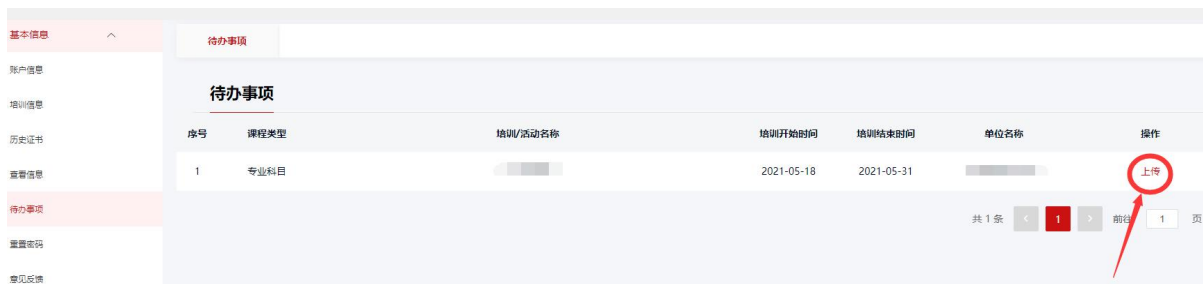 基本信息
待办事项
账户信息
待办事项
培训信息
序号 课程类型 培训/活动名称 培训开始时间 培训结束时间 单位名称 操作
历史证书
1 专业科目 2021-05-18 2021-05-31 上传
查看信息
待办事项
共 1 条 < 1 > 前往 1 页
重置密码
意见反馈